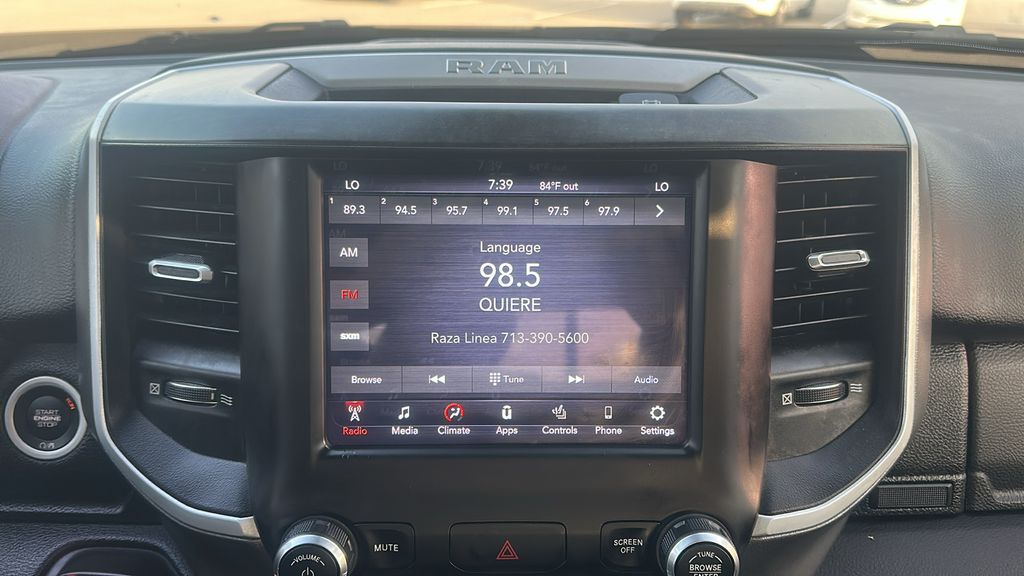 RAM
LO 7:39 84°F out LO
1 89.3 2 94.5 3 95.7 4 99.1 5 97.5 6 97.9
AM
Language
98.5
FM
QUIERE
sxm
Raza Linea 713-390-5600
Browse Tune Audio
Radio Media Climate Apps Controls Phone Settings
START
ENGINE
STOP
VOLUME
MUTE
SCREEN
OFF
TUNE
BROWSE
ENTER